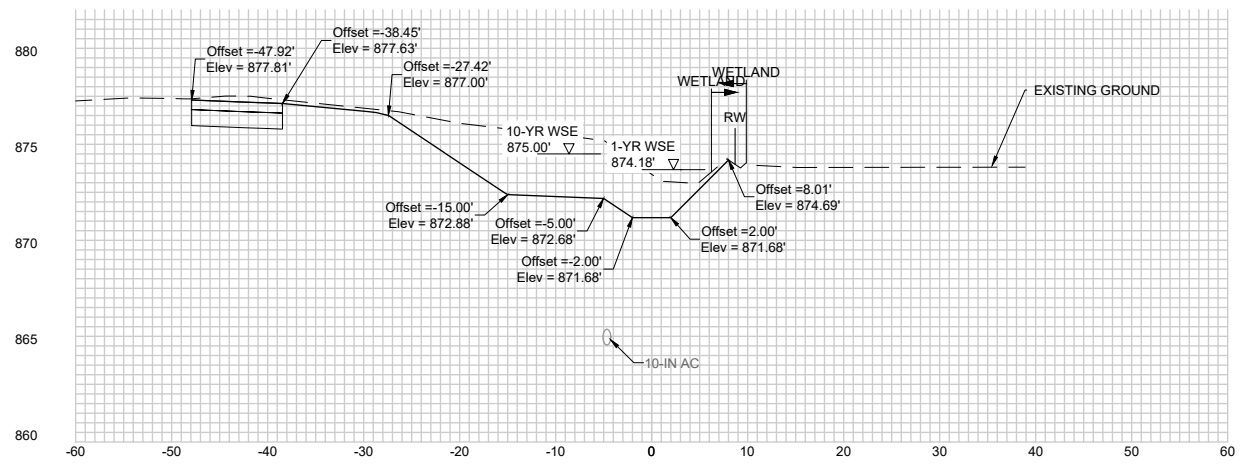 880
875
870
865
860
Offset =-47.92'
Elev = 877.81'
Offset =-38.45'
Elev = 877.63'
Offset =-27.42'
Elev = 877.00'
WETLAND
WETLAND
EXISTING GROUND
RW
10-YR WSE
875.00'
1-YR WSE
874.18'
Offset =8.01'
Elev = 874.69'
Offset =-15.00'
Elev = 872.88'
Offset =-5.00'
Elev = 872.68'
Offset =2.00'
Elev = 871.68'
Offset =-2.00'
Elev = 871.68'
10-IN AC
-60 -50 -40 -30 -20 -10 0 10 20 30 40 50 60